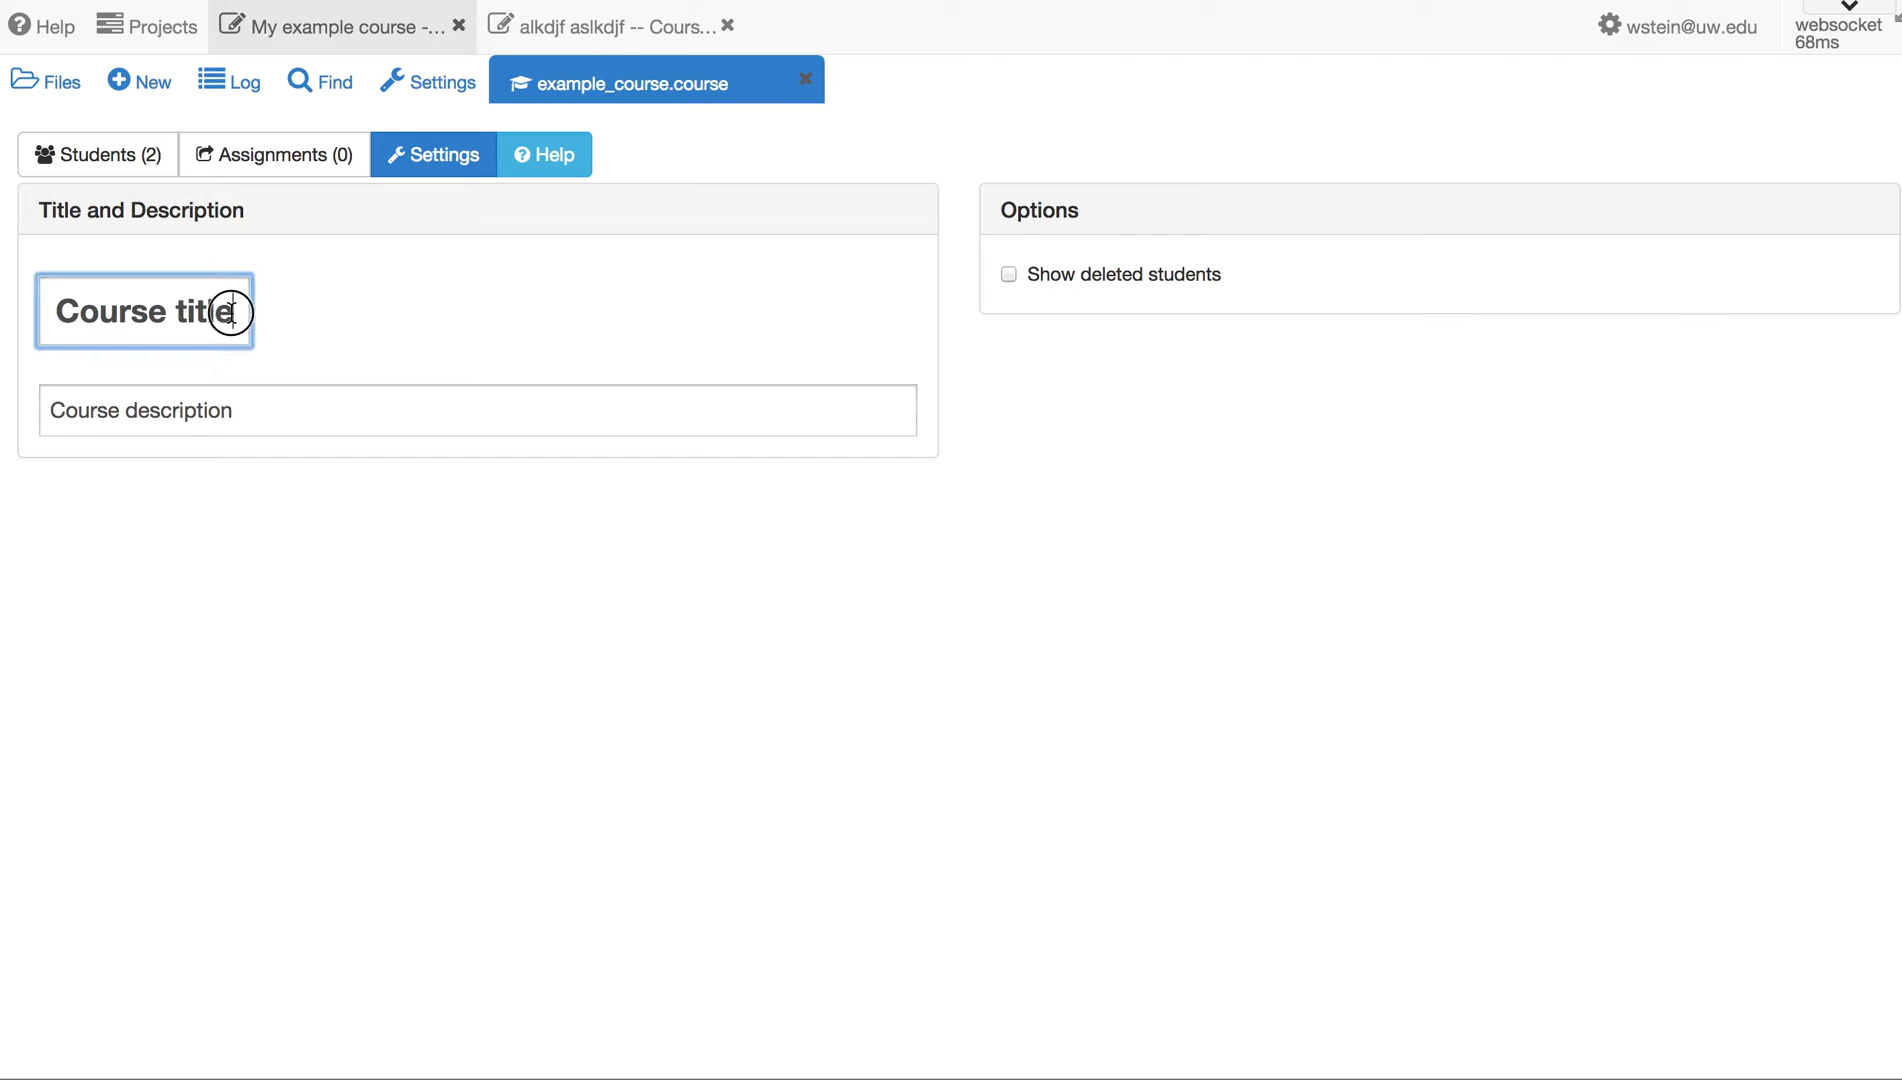 Help Projects My example course -... alkdjf aslkdjf -- Cours... wstein@uw.edu websocket
68ms
Files New Log Find Settings example_course.course
Students (2) Assignments (0) Settings Help
Title and Description
Options
Course title
Show deleted students
Course description